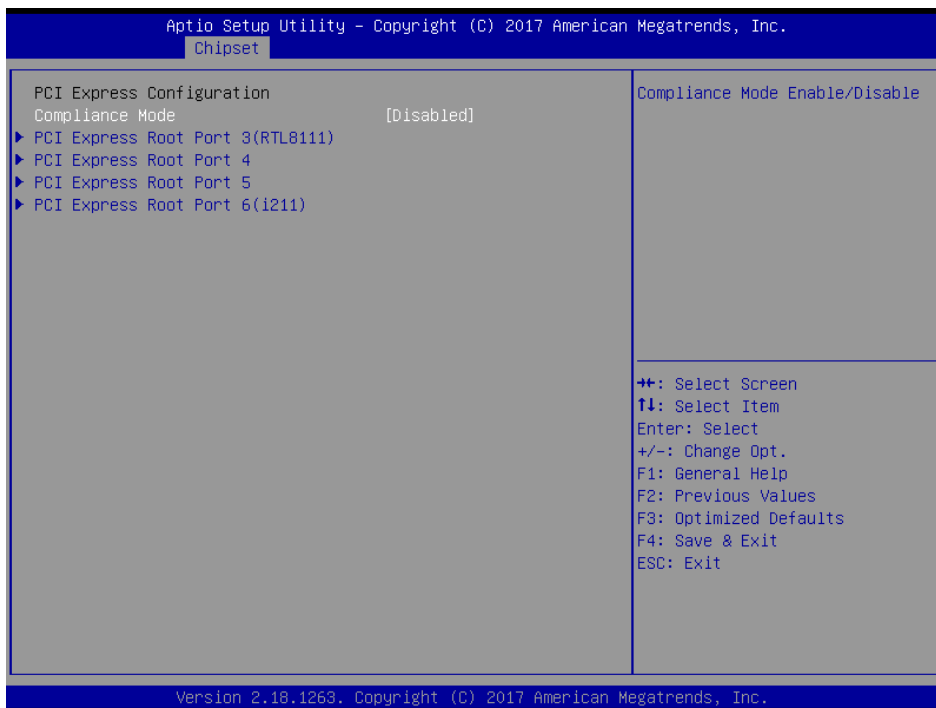 Aptio Setup Utility – Copyright (C) 2017 American Megatrends, Inc.
Chipset
PCI Express Configuration
Compliance Mode [Disabled]
PCI Express Root Port 3(RTL8111)
PCI Express Root Port 4
PCI Express Root Port 5
PCI Express Root Port 6(i211)
Compliance Mode Enable/Disable
→←: Select Screen
↑↓: Select Item
Enter: Select
+/-: Change Opt.
F1: General Help
F2: Previous Values
F3: Optimized Defaults
F4: Save & Exit
ESC: Exit
Version 2.18.1263. Copyright (C) 2017 American Megatrends, Inc.